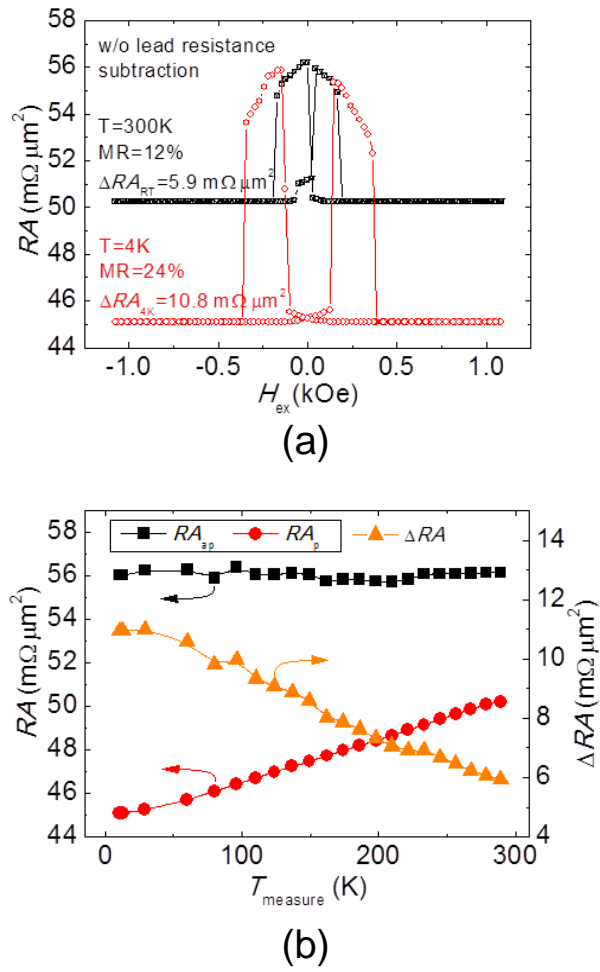 58
56
54
52
50
48
46
44
RA (mΩ μm²)
w/o lead resistance
subtraction
T=300K
MR=12%
ΔRA_RT=5.9 mΩ μm²
T=4K
MR=24%
ΔRA_4K=10.8 mΩ μm²
-1.0 -0.5 0.0 0.5 1.0
H_ex (kOe)
(a)
RA_ap RA_p ΔRA
58
56
54
52
50
48
46
44
RA (mΩ μm²)
14
12
10
8
6
4
ΔRA (mΩ μm²)
0 100 200 300
T_measure (K)
(b)